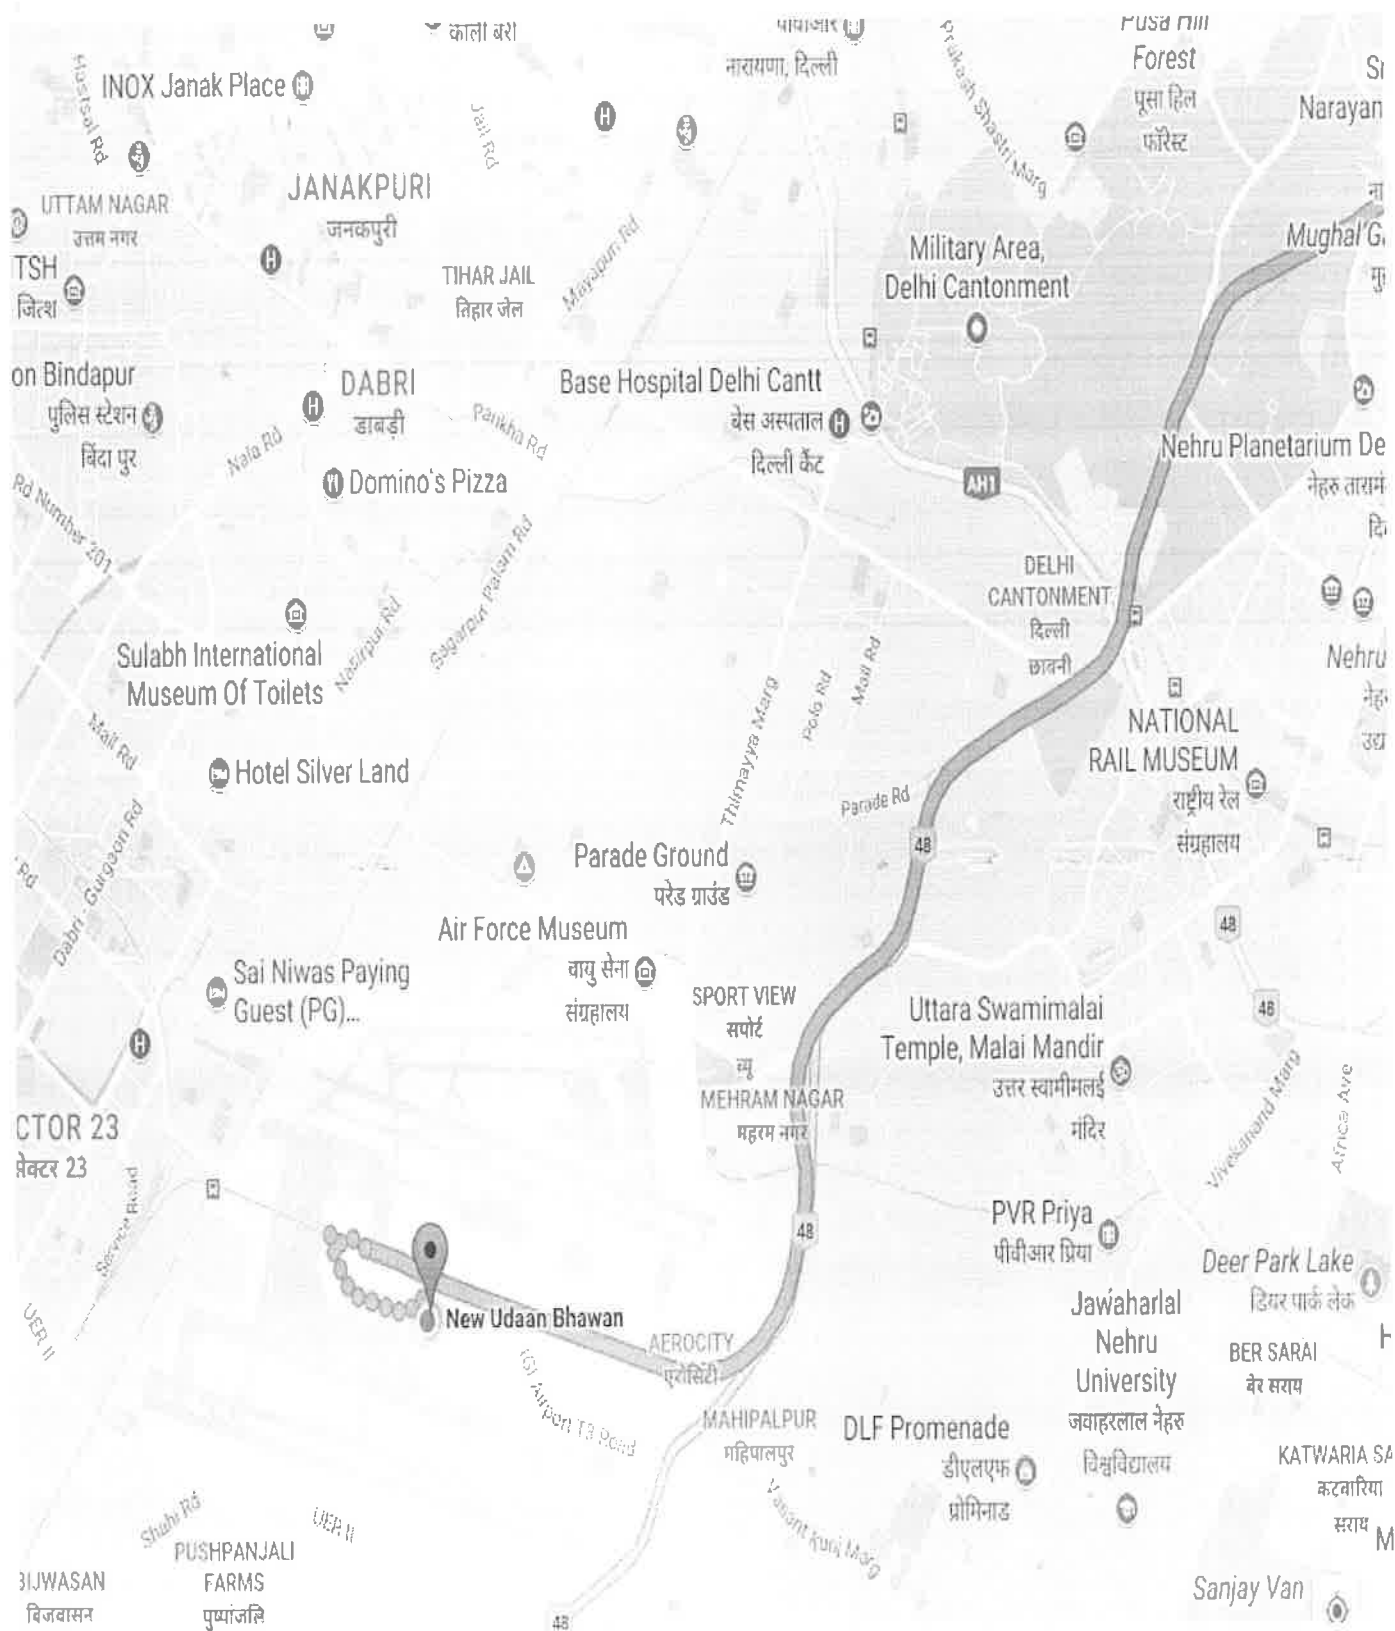 काली बरी
पीवीआर
नारायणा, दिल्ली
Pusa Hill
Forest
पूसा हिल
फॉरेस्ट
Prakash Shastri Marg
INOX Janak Place
Hastsal Rd
Jail Rd
H
Narayan
ना
JANAKPURI
जनकपुरी
UTTAM NAGAR
उत्तम नगर
H
TSH
जित्श
TIHAR JAIL
तिहार जेल
Mayapuri Rd
Military Area,
Delhi Cantonment
Mughal G
मु
on Bindapur
पुलिस स्टेशन
बिंदा पुर
H
DABRI
डाबड़ी
Nala Rd
Pankha Rd
Domino's Pizza
Base Hospital Delhi Cantt
बेस अस्पताल H
दिल्ली कैंट
AH1
Nehru Planetarium De
नेहरु तारामं
दि
Rd Number 201
DELHI
CANTONMENT
दिल्ली
छावनी
Sulabh International
Museum Of Toilets
Nasirpur Rd
Sagarpur Palam Rd
Thimayya Marg
Polo Rd
Mall Rd
Nehru
नेह
उद्य
Mall Rd
Hotel Silver Land
NATIONAL
RAIL MUSEUM
राष्ट्रीय रेल
संग्रहालय
Parade Rd
48
Rd
Dabri - Gurgaon Rd
Parade Ground
परेड ग्राउंड
Air Force Museum
वायु सेना
संग्रहालय
48
Sai Niwas Paying
Guest (PG)...
H
SPORT VIEW
सपोर्ट
व्यू
Uttara Swamimalai
Temple, Malai Mandir
उत्तर स्वामीमलई
मंदिर
48
MEHRAM NAGAR
महरम नगर
Vivekanand Marg
Africa Ave
CTOR 23
सेक्टर 23
Service Road
48
PVR Priya
पीवीआर प्रिया
Deer Park Lake
डियर पार्क लेक
New Udaan Bhawan
UER II
AEROCITY
एरोसिटी
Jawaharlal
Nehru
University
जवाहरलाल नेहरु
विश्वविद्यालय
BER SARAI
बेर सराय
H
(G) Airport T3 Road
MAHIPALPUR
महिपालपुर
DLF Promenade
डीएलएफ
प्रोमिनाड
KATWARIA SA
कटवारिया
सराय
M
Vasant Kunj Marg
Shahi Rd
UER II
PUSHPANJALI
FARMS
पुष्पांजलि
BIJWASAN
बिजवासन
Sanjay Van
48